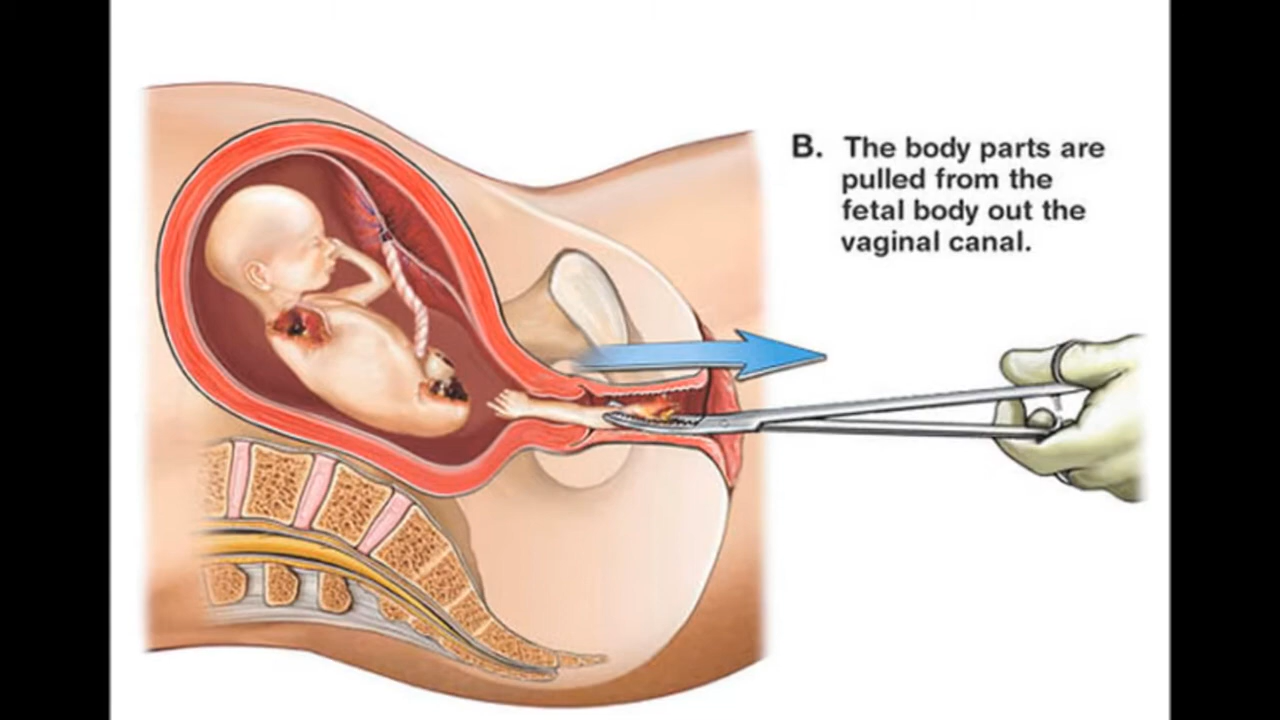 B. The body parts are
pulled from the
fetal body out the
vaginal canal.